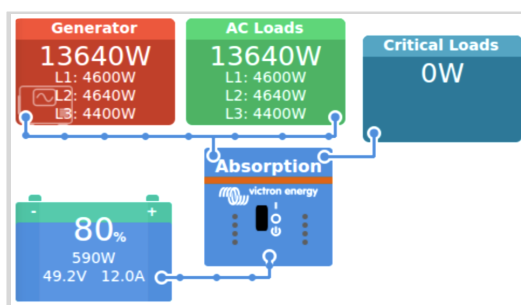 Generator
13640W
L1: 4600W
L2: 4640W
L3: 4400W
AC Loads
13640W
L1: 4600W
L2: 4640W
L3: 4400W
Critical Loads
0W
Absorption
victron energy
- +
80%
590W
49.2V 12.0A